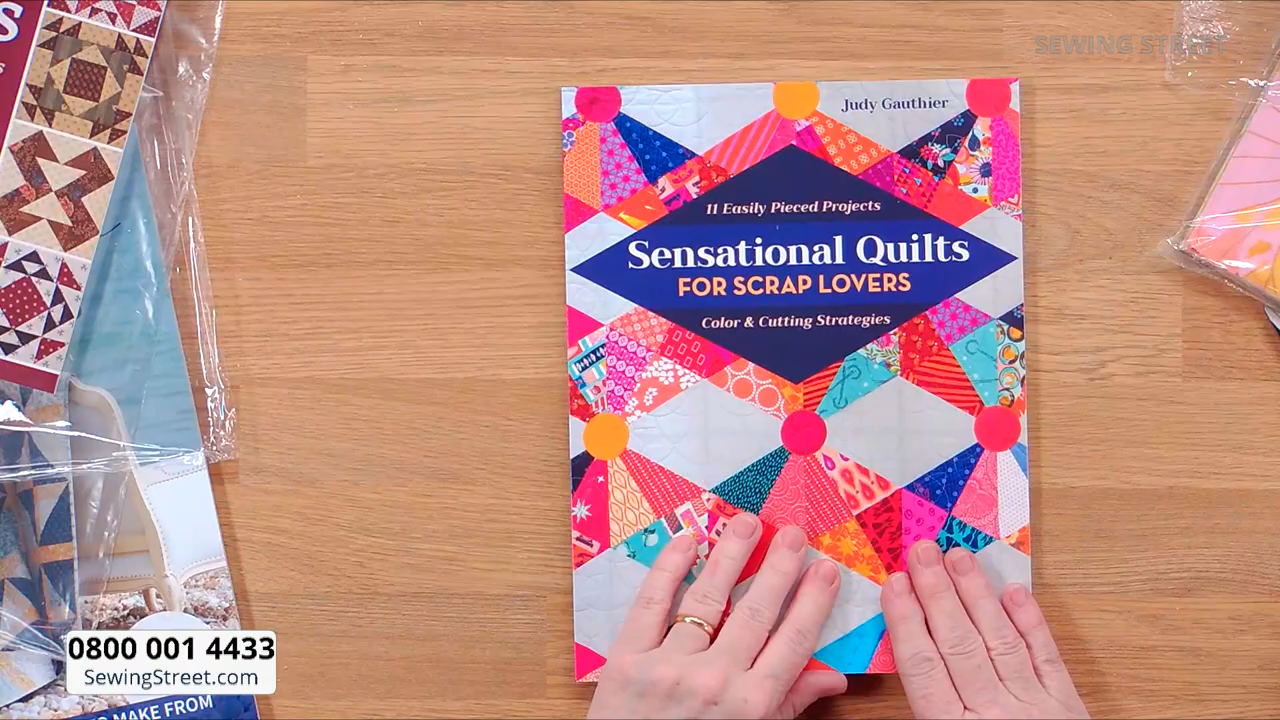 SEWING STREET
Judy Gauthier
11 Easily Pieced Projects
Sensational Quilts
FOR SCRAP LOVERS
Color & Cutting Strategies
0800 001 4433
SewingStreet.com
MAKE FROM